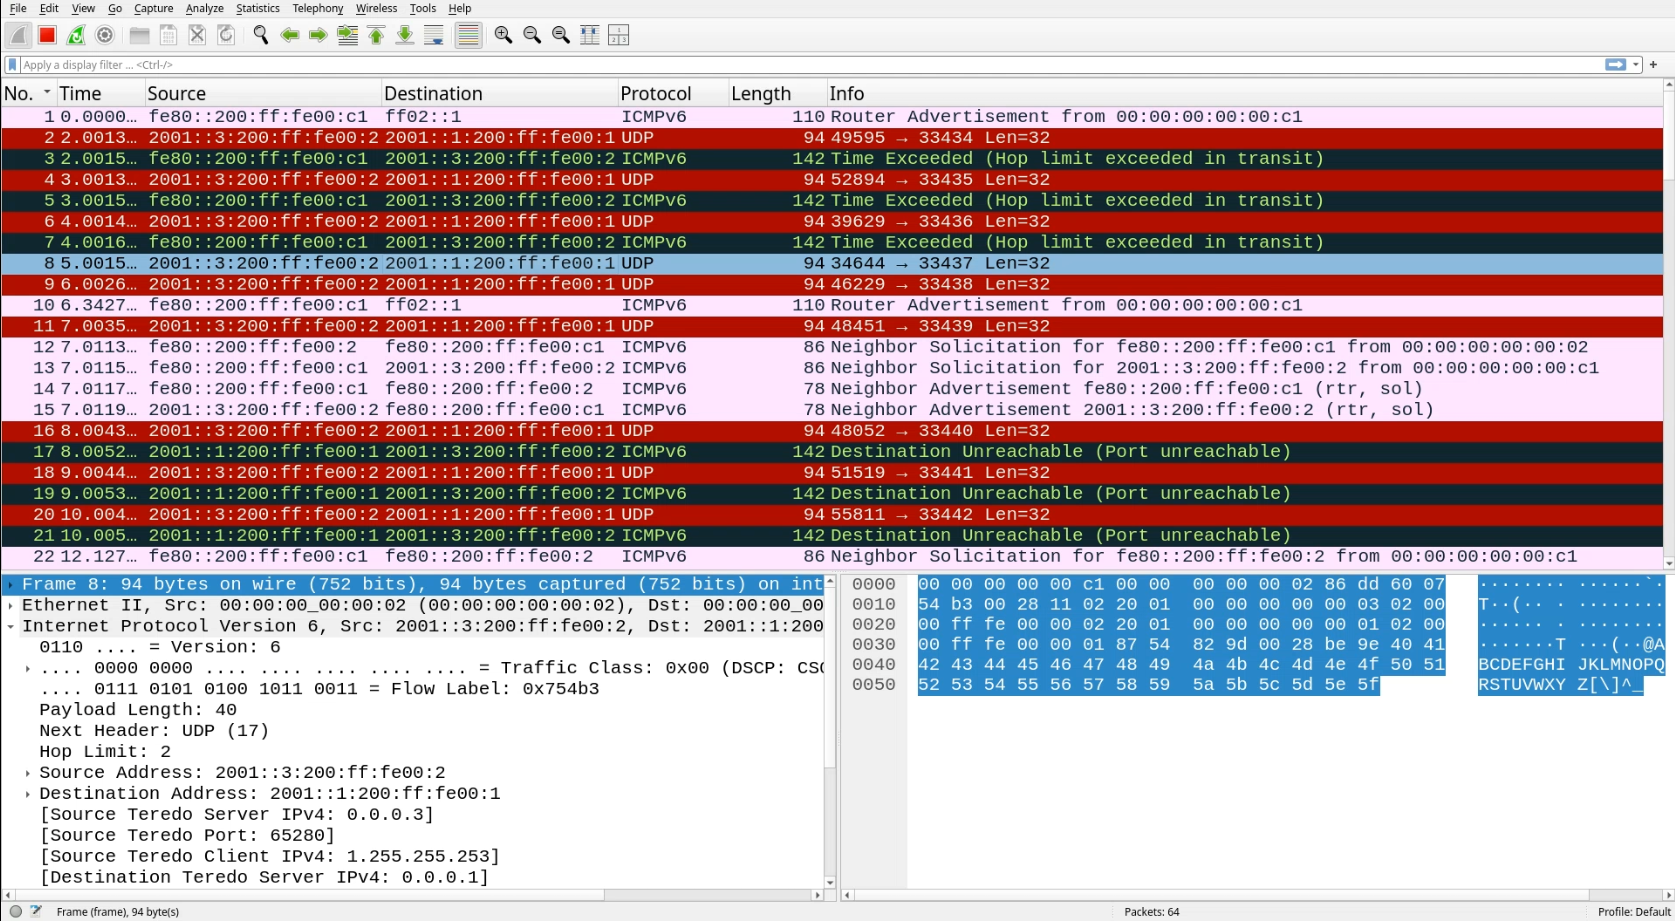 File Edit View Go Capture Analyze Statistics Telephony Wireless Tools Help
Apply a display filter ... <Ctrl-/>
No. Time Source Destination Protocol Length Info
1 0.0000… fe80::200:ff:fe00:c1 ff02::1 ICMPv6 110 Router Advertisement from 00:00:00:00:00:c1
2 2.0013… 2001::3:200:ff:fe00:2 2001::1:200:ff:fe00:1 UDP 94 49595 → 33434 Len=32
3 2.0015… fe80::200:ff:fe00:c1 2001::3:200:ff:fe00:2 ICMPv6 142 Time Exceeded (Hop limit exceeded in transit)
4 3.0013… 2001::3:200:ff:fe00:2 2001::1:200:ff:fe00:1 UDP 94 52894 → 33435 Len=32
5 3.0015… fe80::200:ff:fe00:c1 2001::3:200:ff:fe00:2 ICMPv6 142 Time Exceeded (Hop limit exceeded in transit)
6 4.0014… 2001::3:200:ff:fe00:2 2001::1:200:ff:fe00:1 UDP 94 39629 → 33436 Len=32
7 4.0016… fe80::200:ff:fe00:c1 2001::3:200:ff:fe00:2 ICMPv6 142 Time Exceeded (Hop limit exceeded in transit)
8 5.0015… 2001::3:200:ff:fe00:2 2001::1:200:ff:fe00:1 UDP 94 34644 → 33437 Len=32
9 6.0026… 2001::3:200:ff:fe00:2 2001::1:200:ff:fe00:1 UDP 94 46229 → 33438 Len=32
10 6.3427… fe80::200:ff:fe00:c1 ff02::1 ICMPv6 110 Router Advertisement from 00:00:00:00:00:c1
11 7.0035… 2001::3:200:ff:fe00:2 2001::1:200:ff:fe00:1 UDP 94 48451 → 33439 Len=32
12 7.0113… fe80::200:ff:fe00:2 fe80::200:ff:fe00:c1 ICMPv6 86 Neighbor Solicitation for fe80::200:ff:fe00:c1 from 00:00:00:00:00:02
13 7.0115… fe80::200:ff:fe00:c1 2001::3:200:ff:fe00:2 ICMPv6 86 Neighbor Solicitation for 2001::3:200:ff:fe00:2 from 00:00:00:00:00:c1
14 7.0117… fe80::200:ff:fe00:c1 fe80::200:ff:fe00:2 ICMPv6 78 Neighbor Advertisement fe80::200:ff:fe00:c1 (rtr, sol)
15 7.0119… 2001::3:200:ff:fe00:2 fe80::200:ff:fe00:c1 ICMPv6 78 Neighbor Advertisement 2001::3:200:ff:fe00:2 (rtr, sol)
16 8.0043… 2001::3:200:ff:fe00:2 2001::1:200:ff:fe00:1 UDP 94 48052 → 33440 Len=32
17 8.0052… 2001::1:200:ff:fe00:1 2001::3:200:ff:fe00:2 ICMPv6 142 Destination Unreachable (Port unreachable)
18 9.0044… 2001::3:200:ff:fe00:2 2001::1:200:ff:fe00:1 UDP 94 51519 → 33441 Len=32
19 9.0053… 2001::1:200:ff:fe00:1 2001::3:200:ff:fe00:2 ICMPv6 142 Destination Unreachable (Port unreachable)
20 10.004… 2001::3:200:ff:fe00:2 2001::1:200:ff:fe00:1 UDP 94 55811 → 33442 Len=32
21 10.005… 2001::1:200:ff:fe00:1 2001::3:200:ff:fe00:2 ICMPv6 142 Destination Unreachable (Port unreachable)
22 12.127… fe80::200:ff:fe00:c1 fe80::200:ff:fe00:2 ICMPv6 86 Neighbor Solicitation for fe80::200:ff:fe00:2 from 00:00:00:00:00:c1
Frame 8: 94 bytes on wire (752 bits), 94 bytes captured (752 bits) on int
Ethernet II, Src: 00:00:00_00:00:02 (00:00:00:00:00:02), Dst: 00:00:00_00
Internet Protocol Version 6, Src: 2001::3:200:ff:fe00:2, Dst: 2001::1:200
0110 .... = Version: 6
.... 0000 0000 .... .... .... .... .... = Traffic Class: 0x00 (DSCP: CS0
.... 0111 0101 0100 1011 0011 = Flow Label: 0x754b3
Payload Length: 40
Next Header: UDP (17)
Hop Limit: 2
Source Address: 2001::3:200:ff:fe00:2
Destination Address: 2001::1:200:ff:fe00:1
[Source Teredo Server IPv4: 0.0.0.3]
[Source Teredo Port: 65280]
[Source Teredo Client IPv4: 1.255.255.253]
[Destination Teredo Server IPv4: 0.0.0.1]
0000 00 00 00 00 00 c1 00 00 00 00 00 02 86 dd 60 07 ········ ······`·
0010 54 b3 00 28 11 02 20 01 00 00 00 00 00 03 02 00 T··(·· · ········
0020 00 ff fe 00 00 02 20 01 00 00 00 00 00 01 02 00 ······ · ········
0030 00 ff fe 00 00 01 87 54 82 9d 00 28 be 9e 40 41 ·······T ···(··@A
0040 42 43 44 45 46 47 48 49 4a 4b 4c 4d 4e 4f 50 51 BCDEFGHI JKLMNOPQ
0050 52 53 54 55 56 57 58 59 5a 5b 5c 5d 5e 5f RSTUVWXY Z[\]^_
Frame (frame), 94 byte(s) Packets: 64 Profile: Default